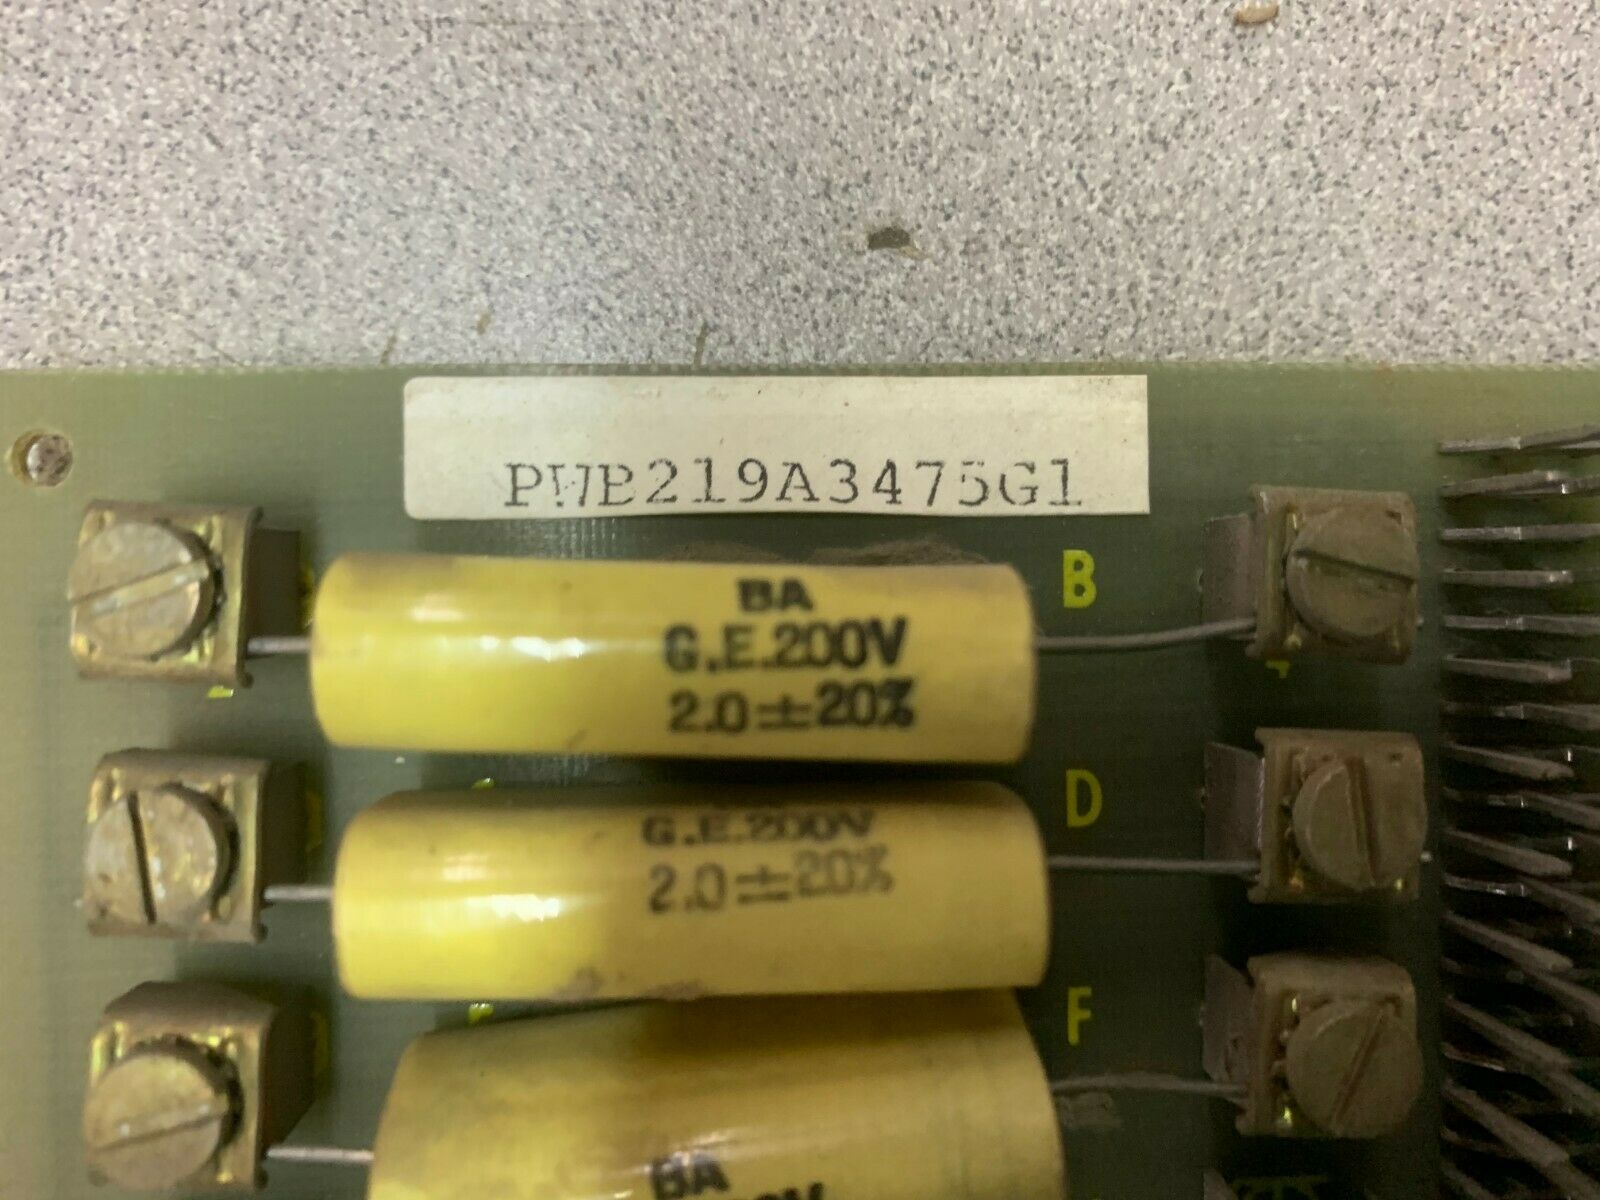 PWB219A3475G1
B
BA
G.E.200V
2.0±20%
D
G.E.200V
2.0±20%
F
BA